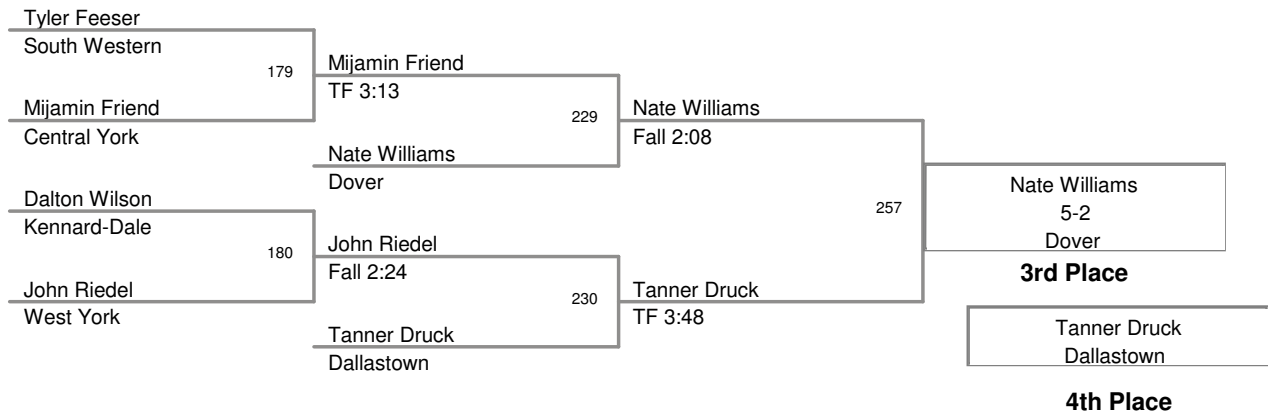 Tyler Feeser
South Western
179
Mijamin Friend
Central York
Mijamin Friend
TF 3:13
229
Nate Williams
Dover
Dalton Wilson
Kennard-Dale
180
John Riedel
West York
John Riedel
Fall 2:24
230
Tanner Druck
Dallastown
Nate Williams
Fall 2:08
257
Tanner Druck
TF 3:48
Nate Williams
5-2
Dover
3rd Place
Tanner Druck
Dallastown
4th Place